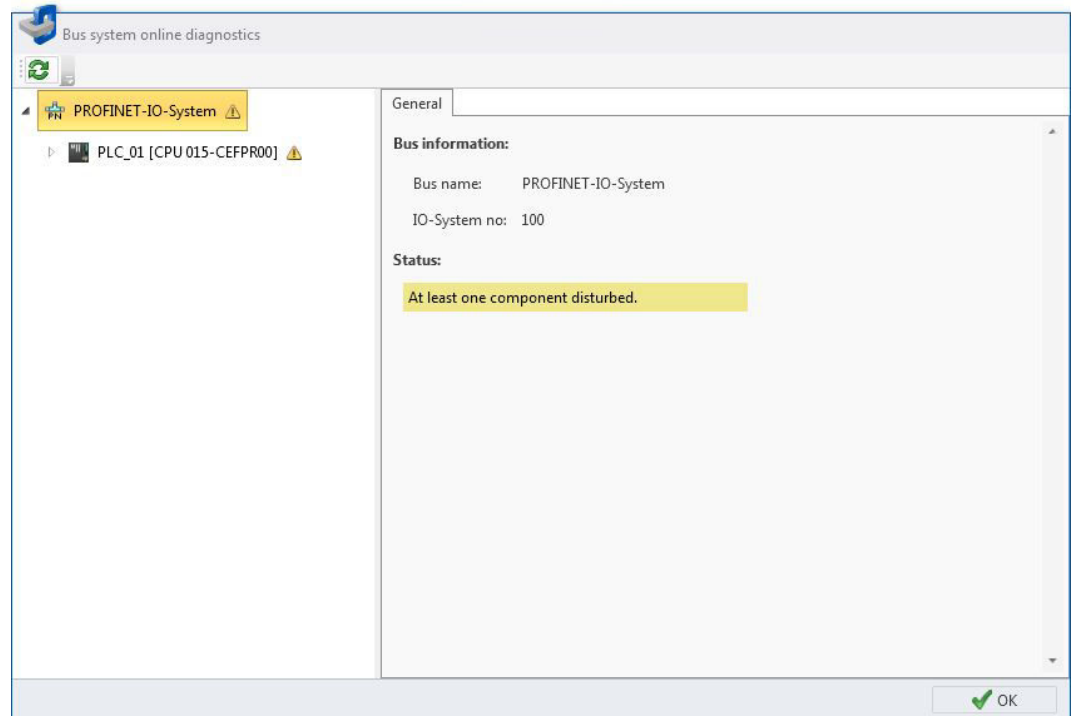 Bus system online diagnostics
PROFINET-IO-System
PLC_01 [CPU 015-CEFPR00]
General
Bus information:
Bus name: PROFINET-IO-System
IO-System no: 100
Status:
At least one component disturbed.
OK